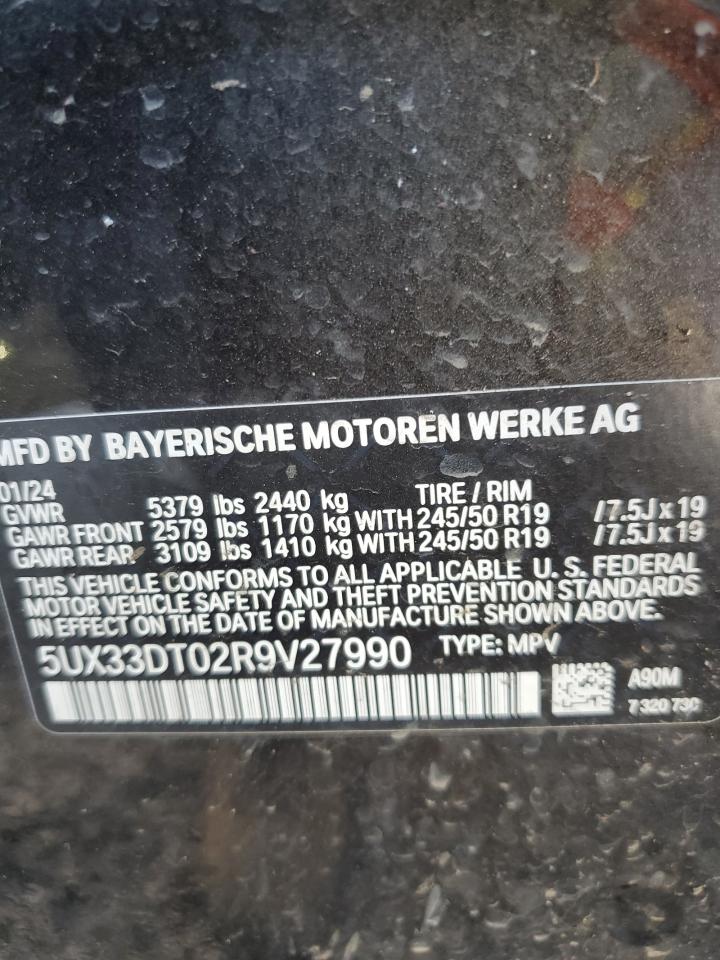 MFD BY BAYERISCHE MOTOREN WERKE AG
01/24 TIRE / RIM
GVWR 5379 lbs 2440 kg
GAWR FRONT 2579 lbs 1170 kg WITH 245/50 R19 /7.5J x 19
GAWR REAR 3109 lbs 1410 kg WITH 245/50 R19 /7.5J x 19
THIS VEHICLE CONFORMS TO ALL APPLICABLE U. S. FEDERAL
MOTOR VEHICLE SAFETY AND THEFT PREVENTION STANDARDS
IN EFFECT ON THE DATE OF MANUFACTURE SHOWN ABOVE.
5UX33DT02R9V27990 TYPE: MPV
A90M
7 320 730